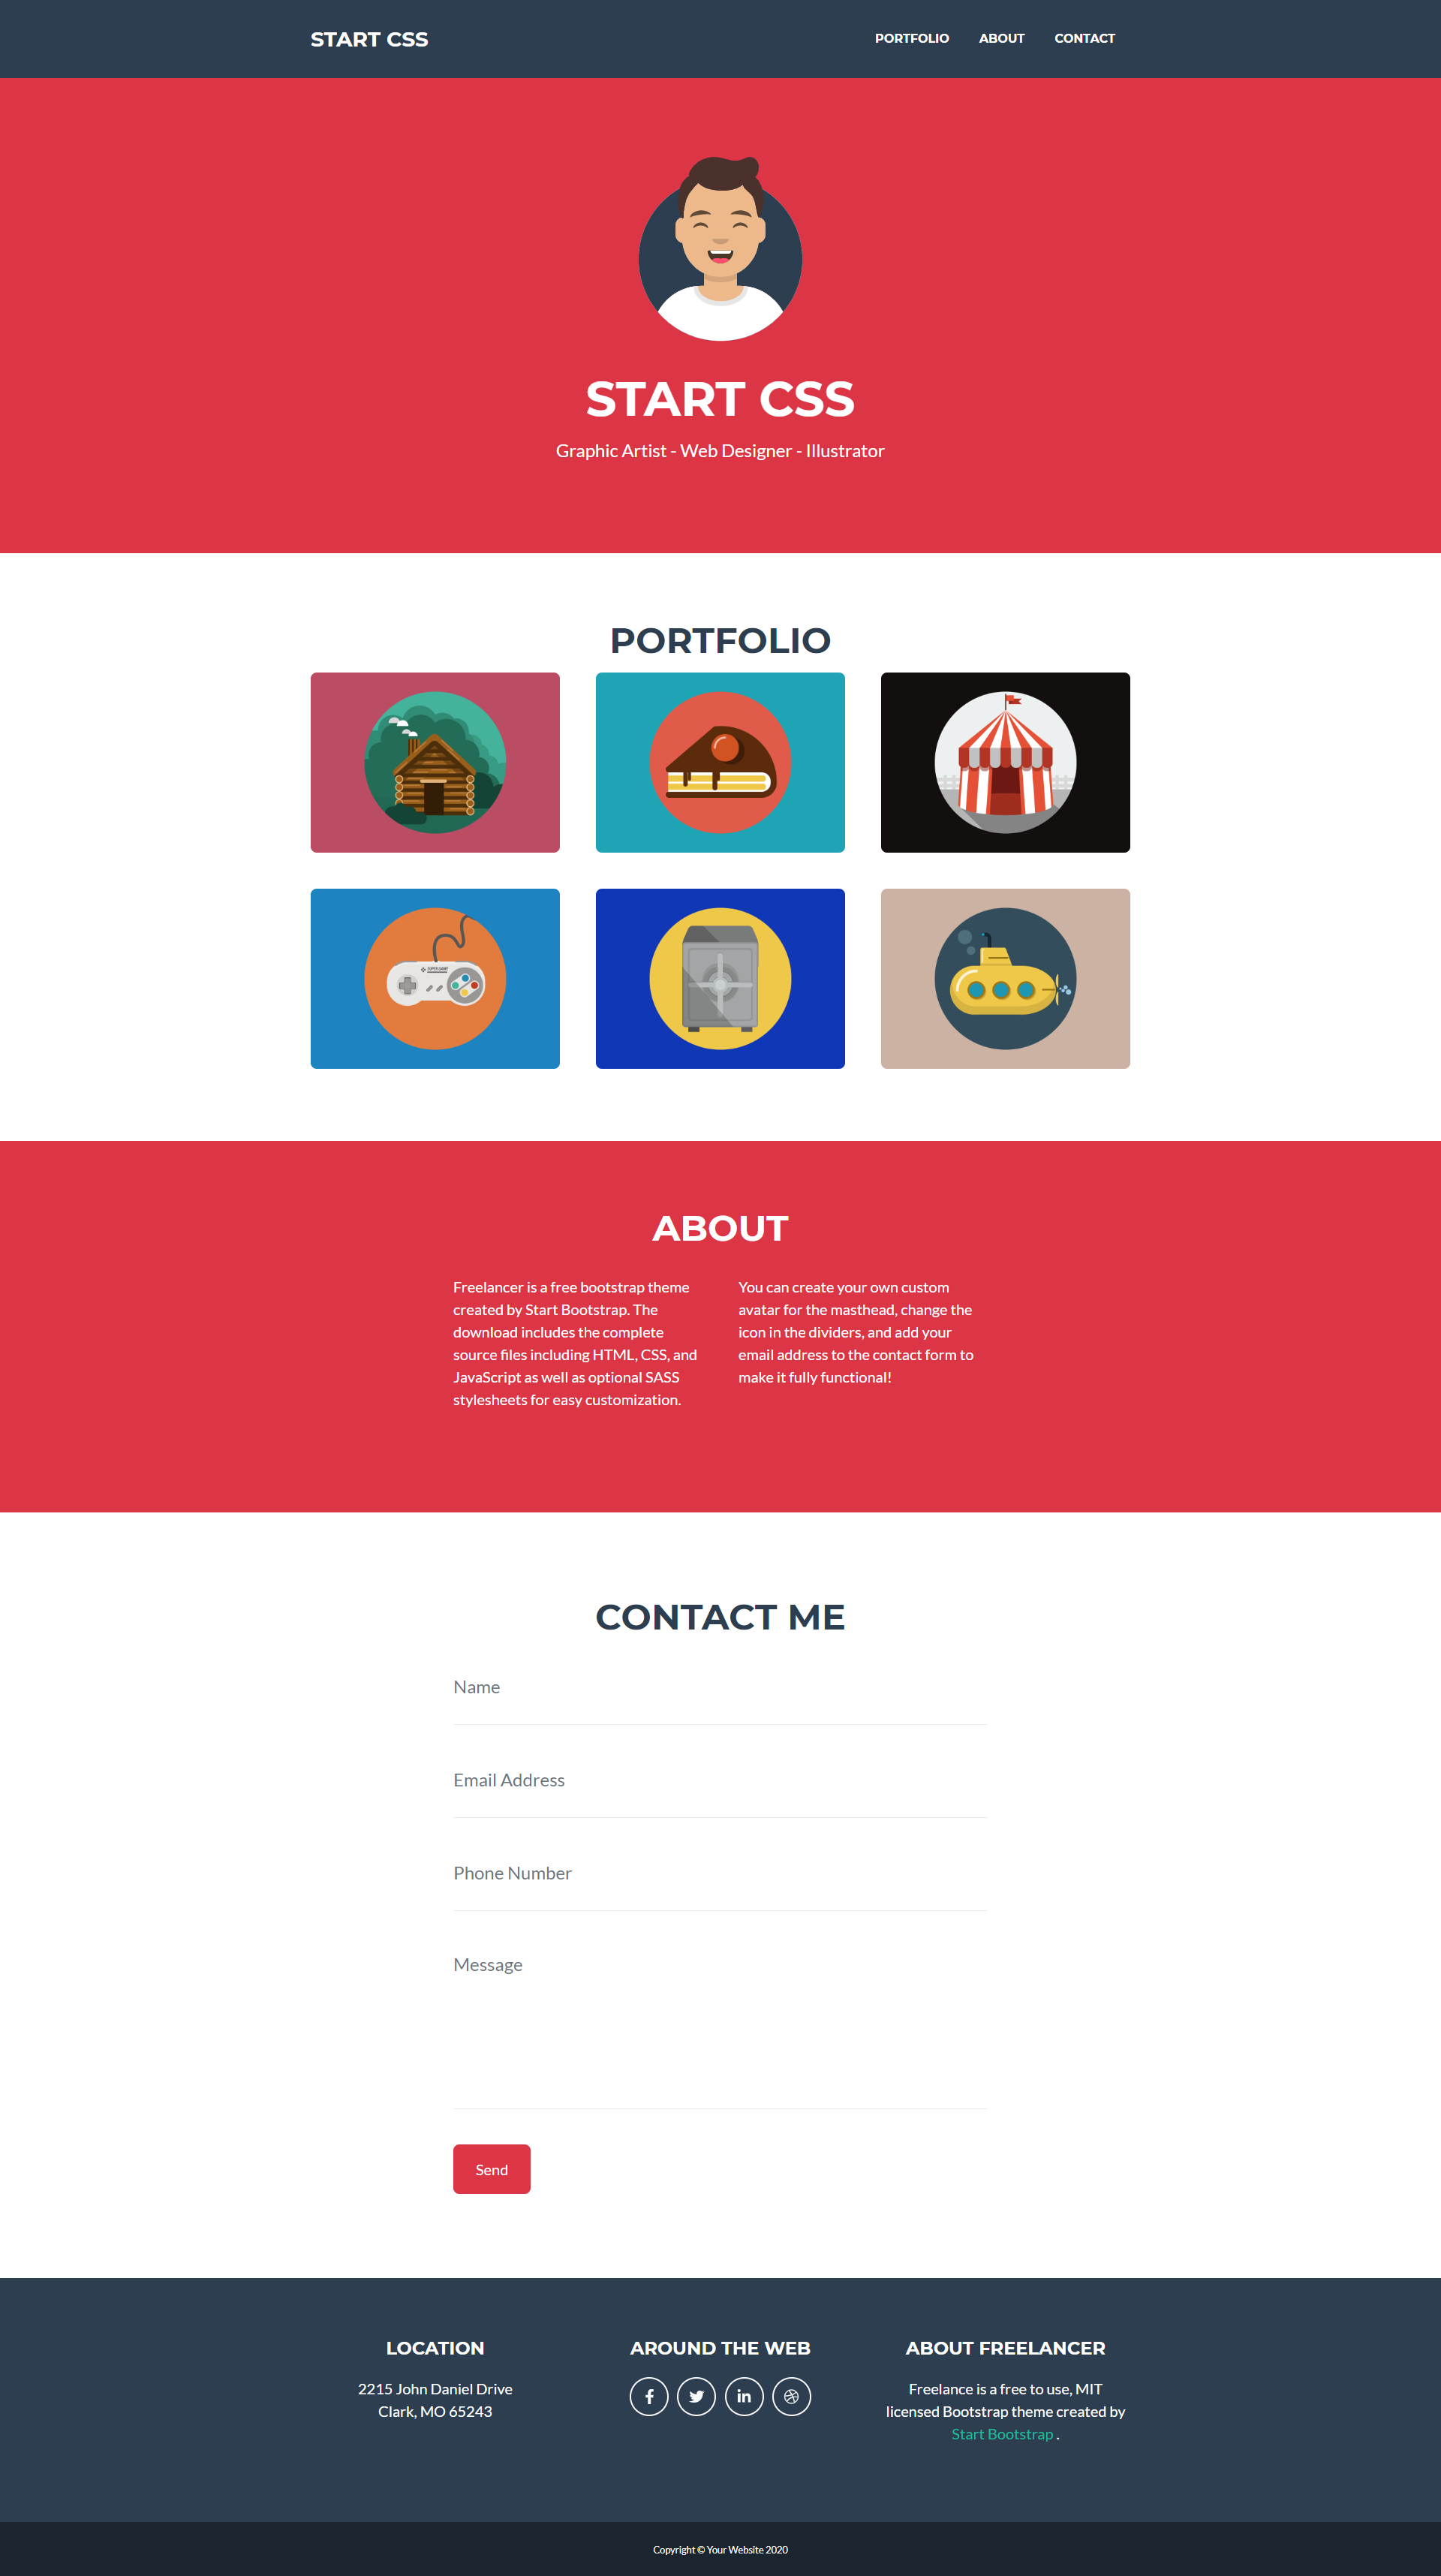 START CSS
PORTFOLIO
ABOUT
CONTACT
START CSS
Graphic Artist - Web Designer - Illustrator
PORTFOLIO
SUPER GAME
ABOUT
Freelancer is a free bootstrap theme
created by Start Bootstrap. The
download includes the complete
source files including HTML, CSS, and
JavaScript as well as optional SASS
stylesheets for easy customization.
You can create your own custom
avatar for the masthead, change the
icon in the dividers, and add your
email address to the contact form to
make it fully functional!
CONTACT ME
Name
Email Address
Phone Number
Message
Send
LOCATION
2215 John Daniel Drive
Clark, MO 65243
AROUND THE WEB
ABOUT FREELANCER
Freelance is a free to use, MIT
licensed Bootstrap theme created by
Start Bootstrap .
Copyright © Your Website 2020